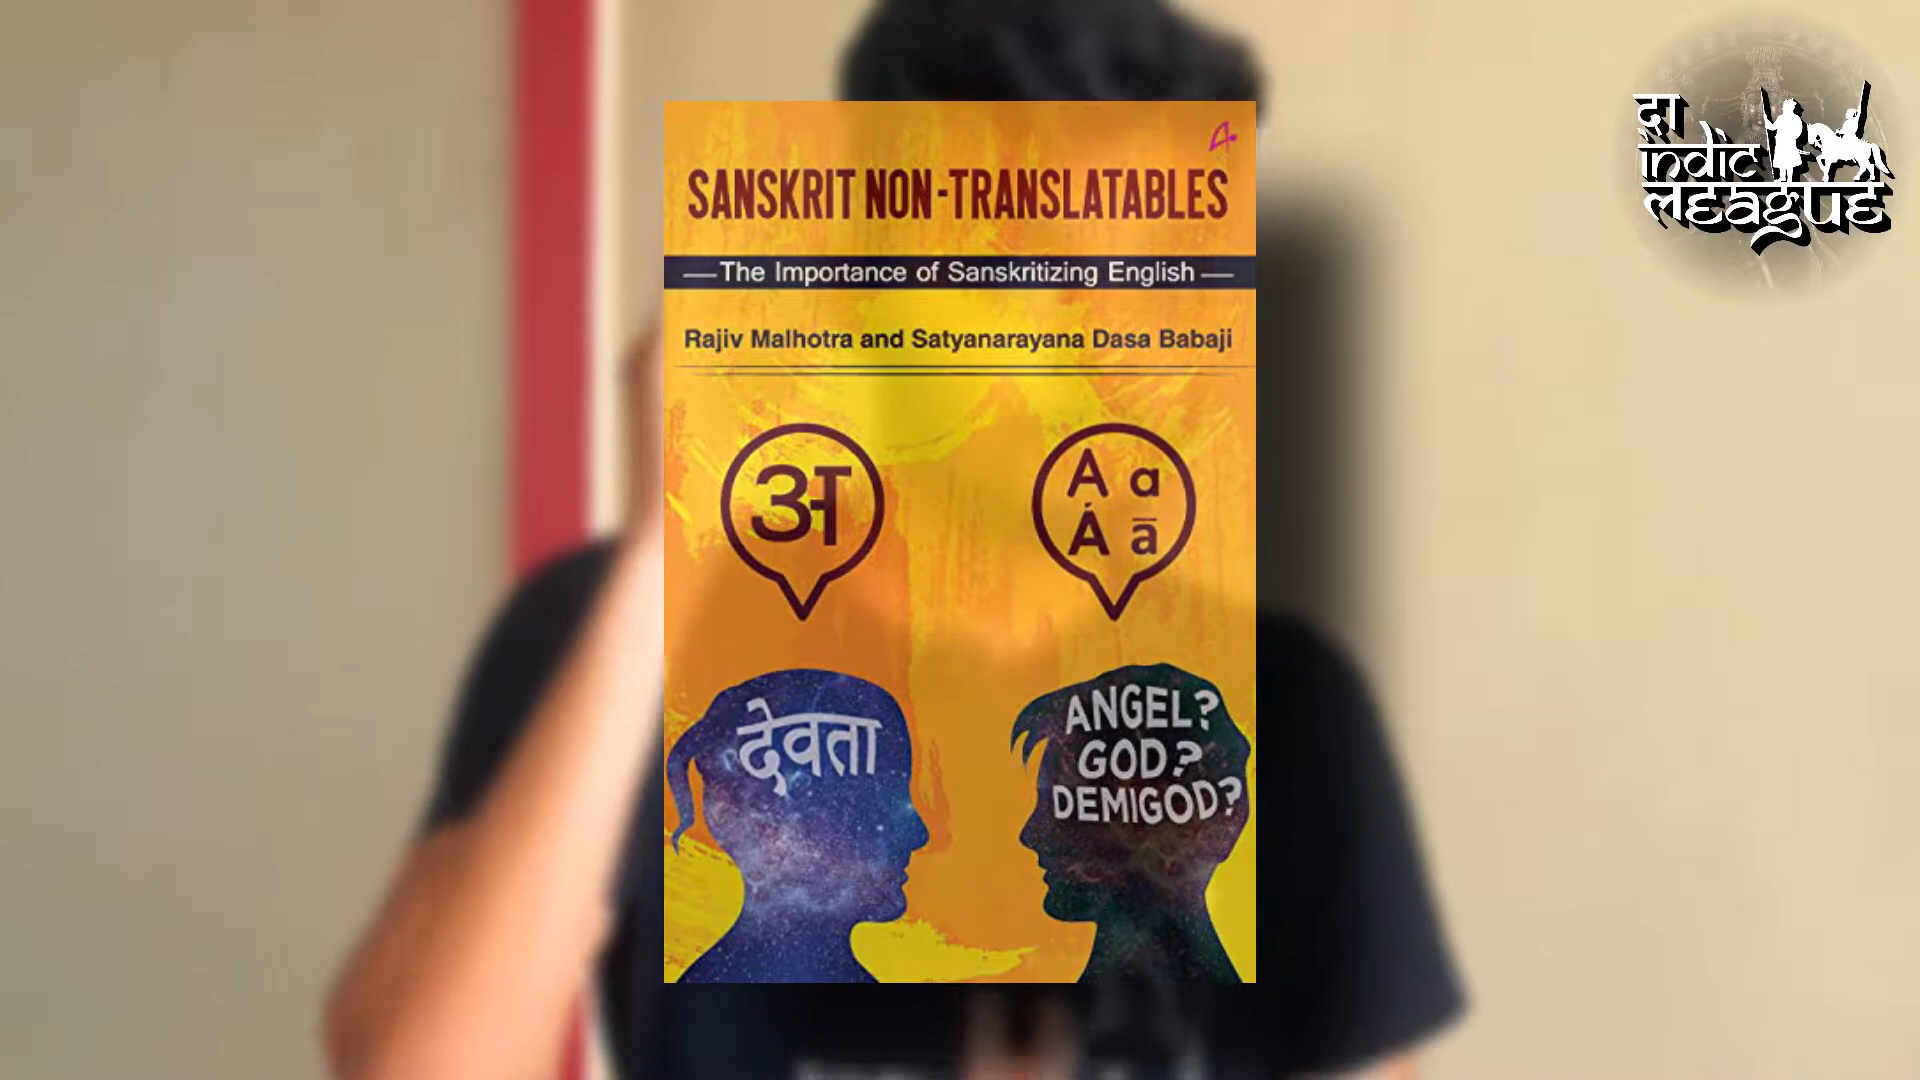 SANSKRIT NON-TRANSLATABLES
The Importance of Sanskritizing English
Rajiv Malhotra and Satyanarayana Dasa Babaji
अ
A a
Á ā
देवता
ANGEL?
GOD?
DEMIGOD?
दा
indic
लEAGUE